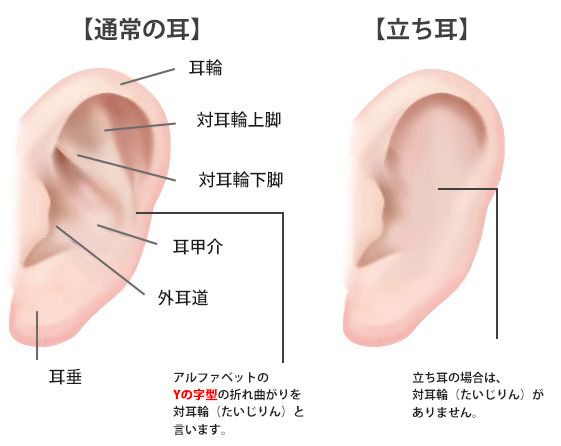 【通常の耳】
【立ち耳】
耳輪
対耳輪上脚
対耳輪下脚
耳甲介
外耳道
耳垂
アルファベットの
Yの字型の折れ曲がりを
対耳輪（たいじりん）と
言います。
立ち耳の場合は、
対耳輪（たいじりん）が
ありません。